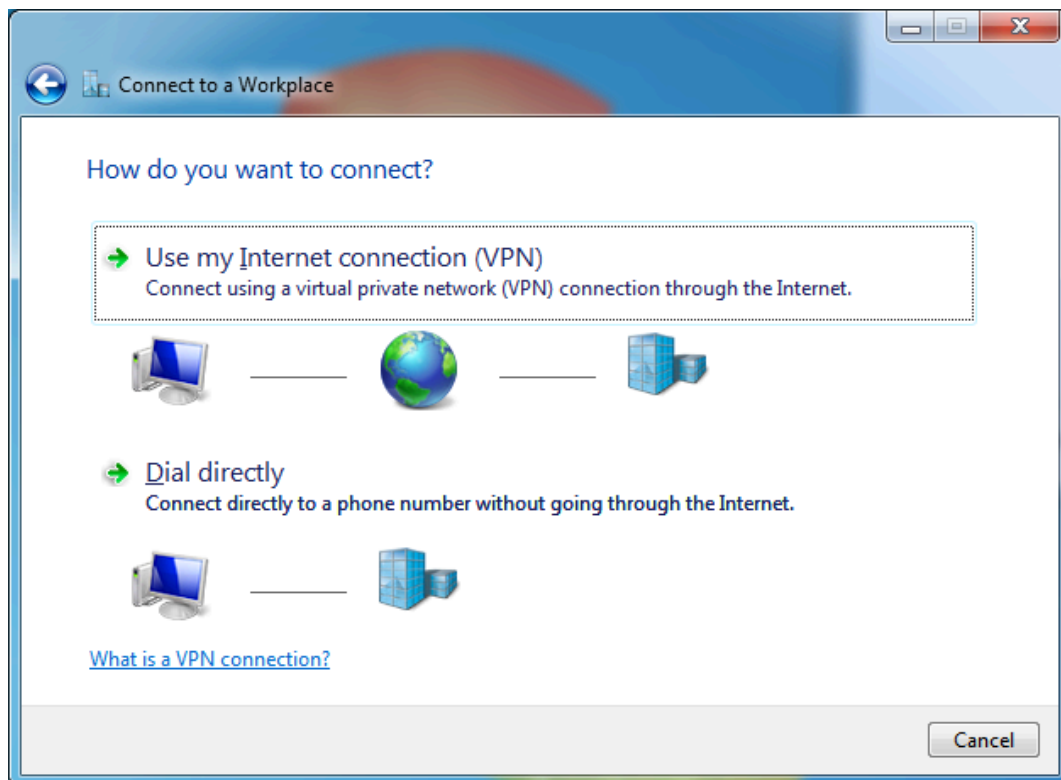 Connect to a Workplace
How do you want to connect?
Use my Internet connection (VPN)
Connect using a virtual private network (VPN) connection through the Internet.
Dial directly
Connect directly to a phone number without going through the Internet.
What is a VPN connection?
Cancel